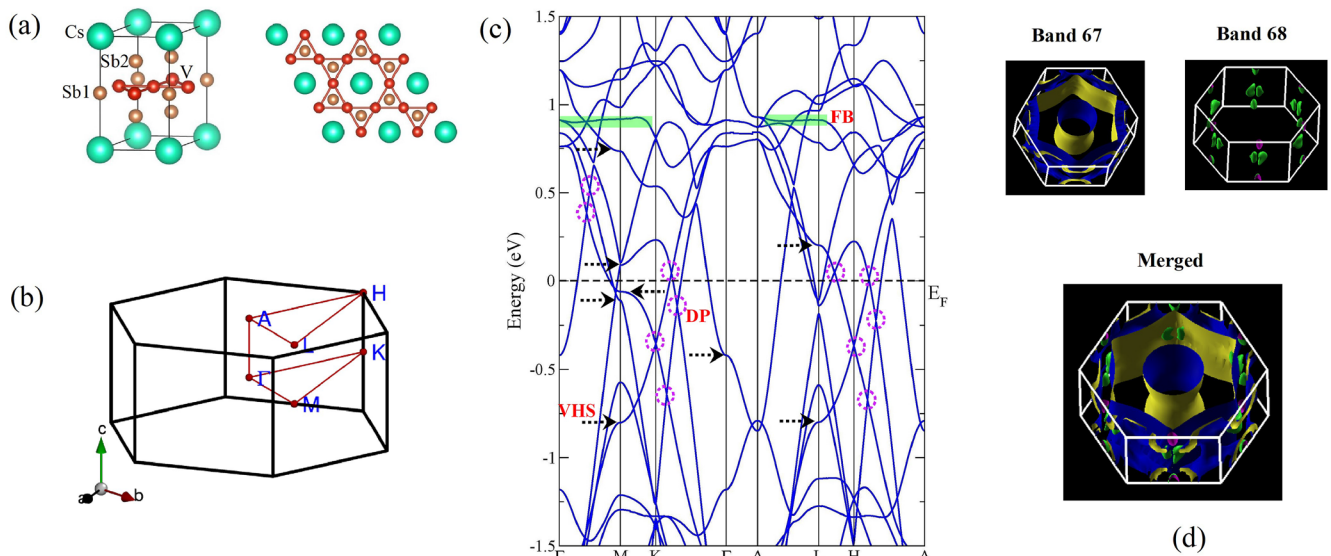 (a)
Cs
Sb2
V
Sb1
(b)
A
H
L
Γ
K
M
c
a
b
(c)
Energy (eV)
1.5
1
0.5
0
-0.5
-1
-1.5
FB
DP
VHS
E_F
Γ M K Γ A L H A
Band 67
Band 68
Merged
(d)